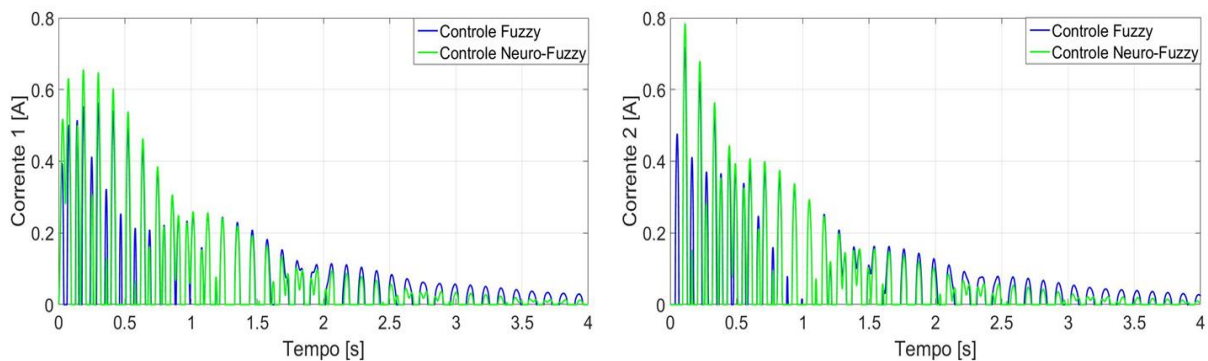 0.8
0.6
0.4
0.2
0
Corrente 1 [A]
Controle Fuzzy
Controle Neuro-Fuzzy
0 0.5 1 1.5 2 2.5 3 3.5 4
Tempo [s]
0.8
0.6
0.4
0.2
0
Corrente 2 [A]
Controle Fuzzy
Controle Neuro-Fuzzy
0 0.5 1 1.5 2 2.5 3 3.5 4
Tempo [s]